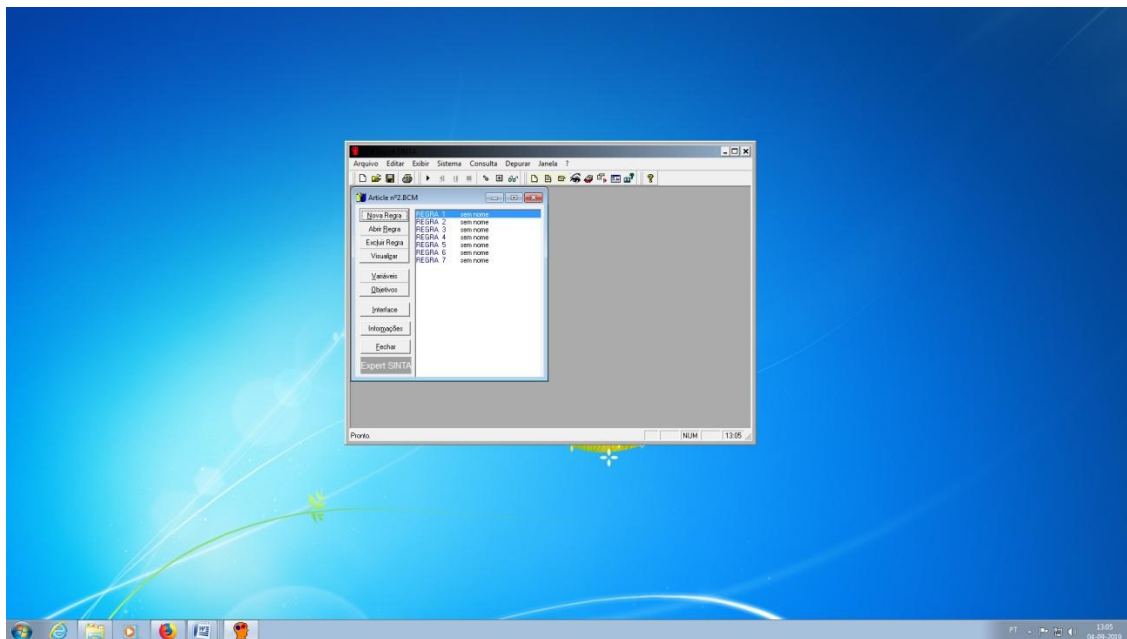 Arquivo Editar Exibir Sistema Consulta Depurar Janela ?
Article nº2.BCM
Nova Regra
Abrir Regra
Excluir Regra
Visualizar
Variáveis
Objetivos
Interface
Informações
Fechar
Expert SINTA
REGRA 1 sem nome
REGRA 2 sem nome
REGRA 3 sem nome
REGRA 4 sem nome
REGRA 5 sem nome
REGRA 6 sem nome
REGRA 7 sem nome
Pronto.
NUM 13:05
PT
13:05
04-09-2019